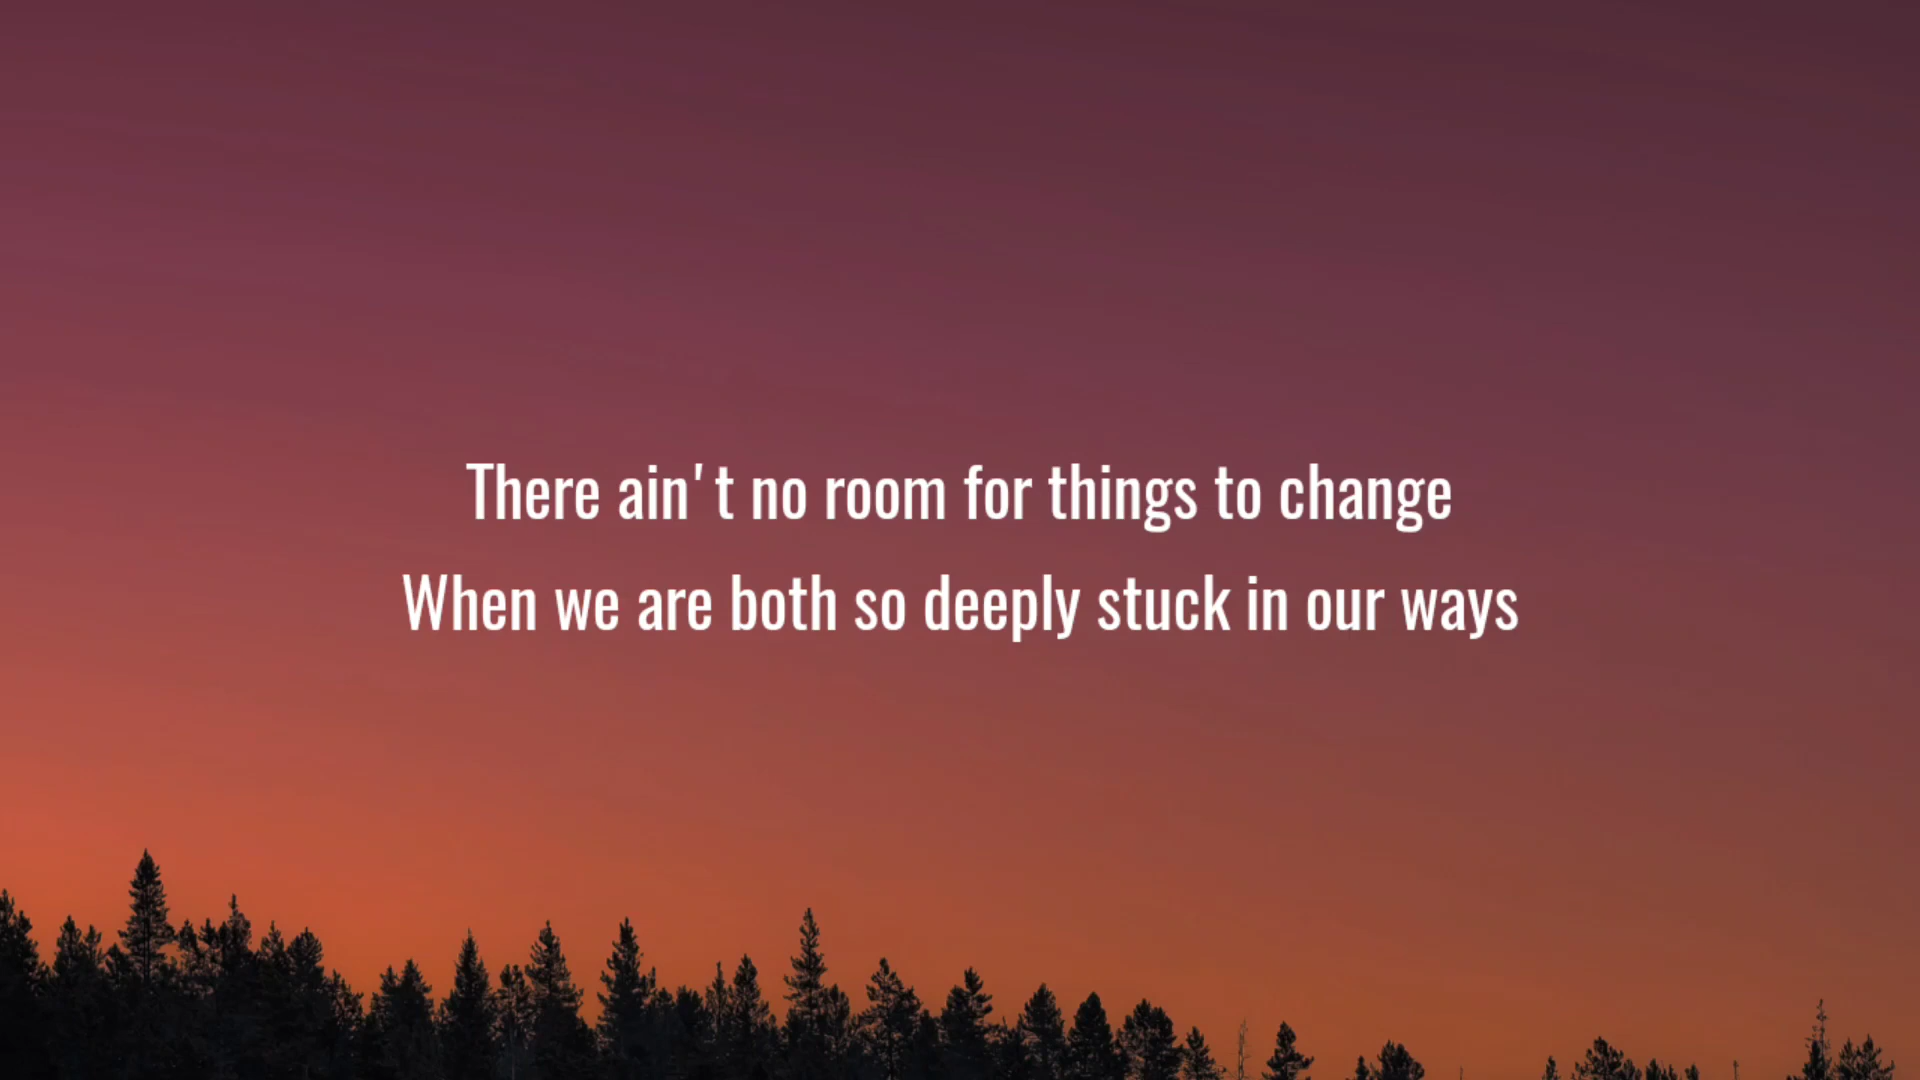 There ain't no room for things to change
When we are both so deeply stuck in our ways